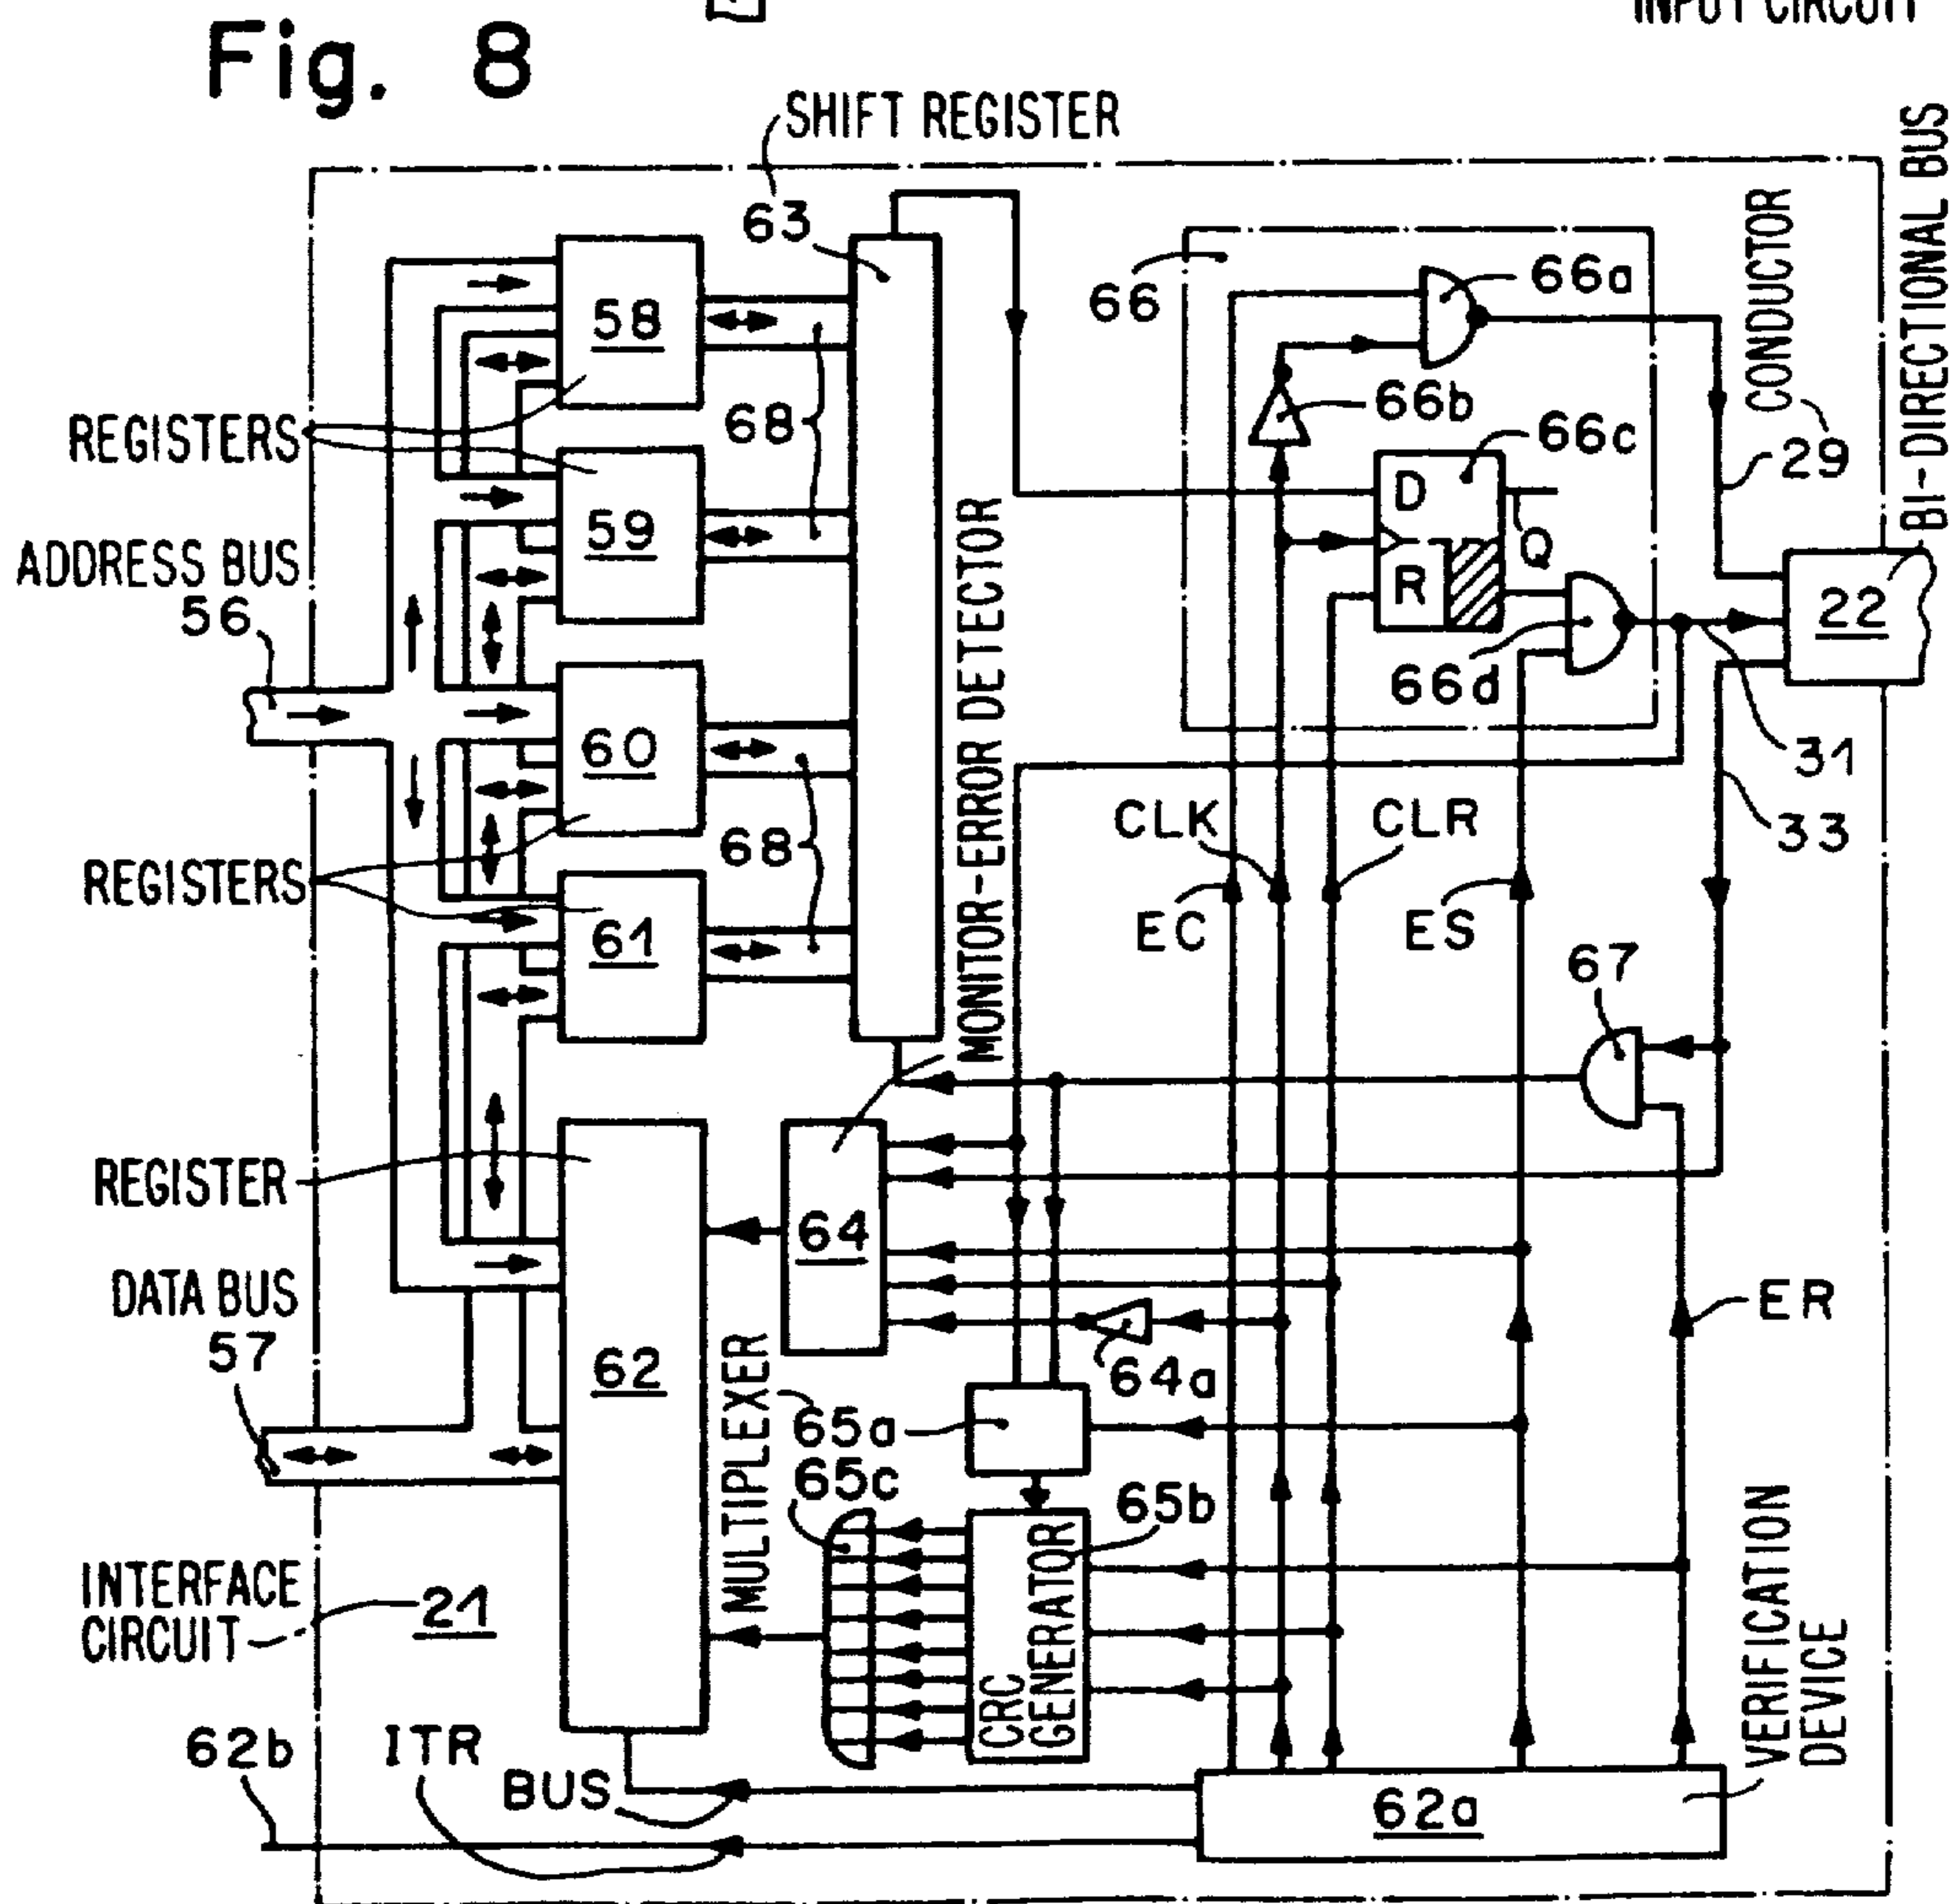 INPUT CIRCUIT
Fig. 8
SHIFT REGISTER
63
66
66a
66b
66c
66d
D
R
Q
CONDUCTOR
29
BI-DIRECTIONAL BUS
22
31
33
REGISTERS
58
59
68
ADDRESS BUS
56
60
61
68
REGISTERS
MONITOR-ERROR DETECTOR
CLK
CLR
EC
ES
67
REGISTER
64
64a
ER
DATA BUS
57
62
MULTIPLEXER
65a
65c
65b
CRC
GENERATOR
INTERFACE
CIRCUIT
21
VERIFICATION
DEVICE
62b
ITR
BUS
62a